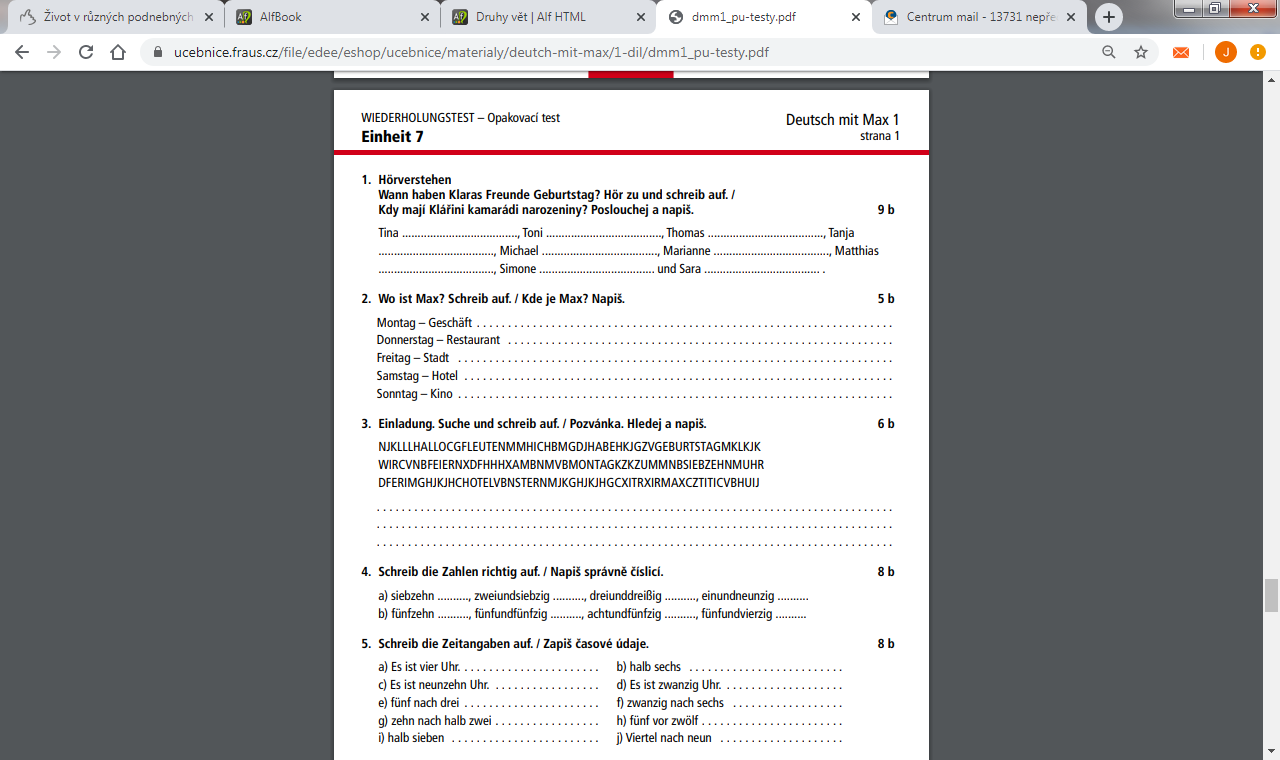 Život v různých podnebných
AlfBook
Druhy vět | Alf HTML
dmm1_pu-testy.pdf
Centrum mail - 13731 nepře
ucebnice.fraus.cz/file/edee/eshop/ucebnice/materialy/deutch-mit-max/1-dil/dmm1_pu-testy.pdf
J
WIEDERHOLUNGSTEST – Opakovací test
Deutsch mit Max 1
Einheit 7
strana 1
1. Hörverstehen
Wann haben Klaras Freunde Geburtstag? Hör zu und schreib auf. /
Kdy mají Klářini kamarádi narozeniny? Poslouchej a napiš. 9 b
Tina ....................................., Toni ....................................., Thomas ....................................., Tanja
....................................., Michael ....................................., Marianne ....................................., Matthias
....................................., Simone ..................................... und Sara ..................................... .
2. Wo ist Max? Schreib auf. / Kde je Max? Napiš. 5 b
Montag – Geschäft . . . . . . . . . . . . . . . . . . . .
Donnerstag – Restaurant . . . . . . . . . . . . . . . . . . . .
Freitag – Stadt . . . . . . . . . . . . . . . . . . . .
Samstag – Hotel . . . . . . . . . . . . . . . . . . . .
Sonntag – Kino . . . . . . . . . . . . . . . . . . . .
3. Einladung. Suche und schreib auf. / Pozvánka. Hledej a napiš. 6 b
NJKLLLHALLOCGFLEUTENMMHICHBMGDJHABEHKJGZVGEBURTSTAGMKLKJK
WIRCVNBFEIERNXDFHHHXAMBNMVBMONTAGKZKZUMMNBSIEBZEHNMUHR
DFERIMGHJKJHCHOTELVBNSTERNMJKGHJKJHGCXITRXIRMAXCZTITICVBHUIJ
. . . . . . . . . . . . . . . . . . . .
. . . . . . . . . . . . . . . . . . . .
. . . . . . . . . . . . . . . . . . . .
4. Schreib die Zahlen richtig auf. / Napiš správně číslicí. 8 b
a) siebzehn .........., zweiundsiebzig .........., dreiunddreißig .........., einundneunzig ..........
b) fünfzehn .........., fünfundfünfzig .........., achtundfünfzig .........., fünfundvierzig ..........
5. Schreib die Zeitangaben auf. / Zapiš časové údaje. 8 b
a) Es ist vier Uhr. . . . . . . . . . . b) halb sechs . . . . . . . . . .
c) Es ist neunzehn Uhr. . . . . . . . . . . d) Es ist zwanzig Uhr. . . . . . . . . . .
e) fünf nach drei . . . . . . . . . . f) zwanzig nach sechs . . . . . . . . . .
g) zehn nach halb zwei . . . . . . . . . . h) fünf vor zwölf . . . . . . . . . .
i) halb sieben . . . . . . . . . . j) Viertel nach neun . . . . . . . . . .